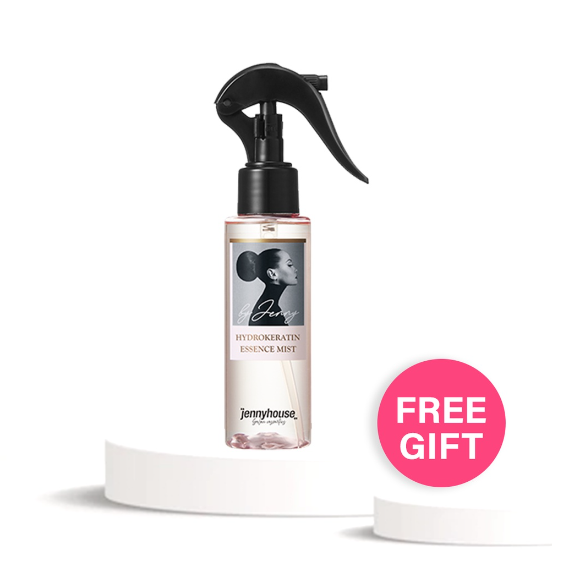 by Jenny
HYDROKERATIN
ESSENCE MIST
jennyhouse
FREE
GIFT